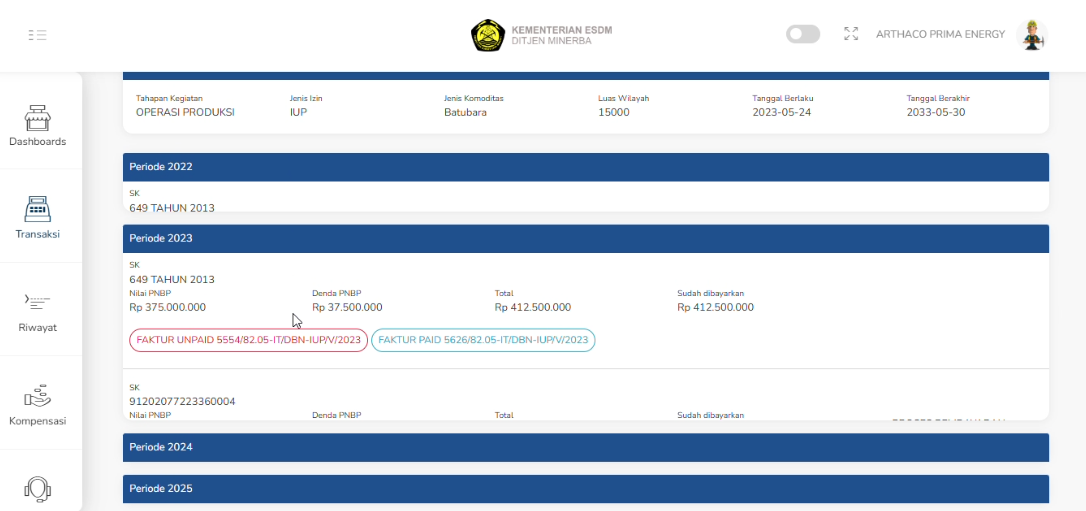 KEMENTERIAN ESDM
DITJEN MINERBA
ARTHACO PRIMA ENERGY
Dashboards
Transaksi
Riwayat
Kompensasi
Tahapan Kegiatan Jenis Izin Jenis Komoditas Luas Wilayah Tanggal Berlaku Tanggal Berakhir
OPERASI PRODUKSI IUP Batubara 15000 2023-05-24 2033-05-30
Periode 2022
SK
649 TAHUN 2013
Periode 2023
SK
649 TAHUN 2013
Nilai PNBP Denda PNBP Total Sudah dibayarkan
Rp 375.000.000 Rp 37.500.000 Rp 412.500.000 Rp 412.500.000
FAKTUR UNPAID 5554/82.05-IT/DBN-IUP/V/2023 FAKTUR PAID 5626/82.05-IT/DBN-IUP/V/2023
SK
91202077223360004
Nilai PNBP Denda PNBP Total Sudah dibayarkan
Periode 2024
Periode 2025